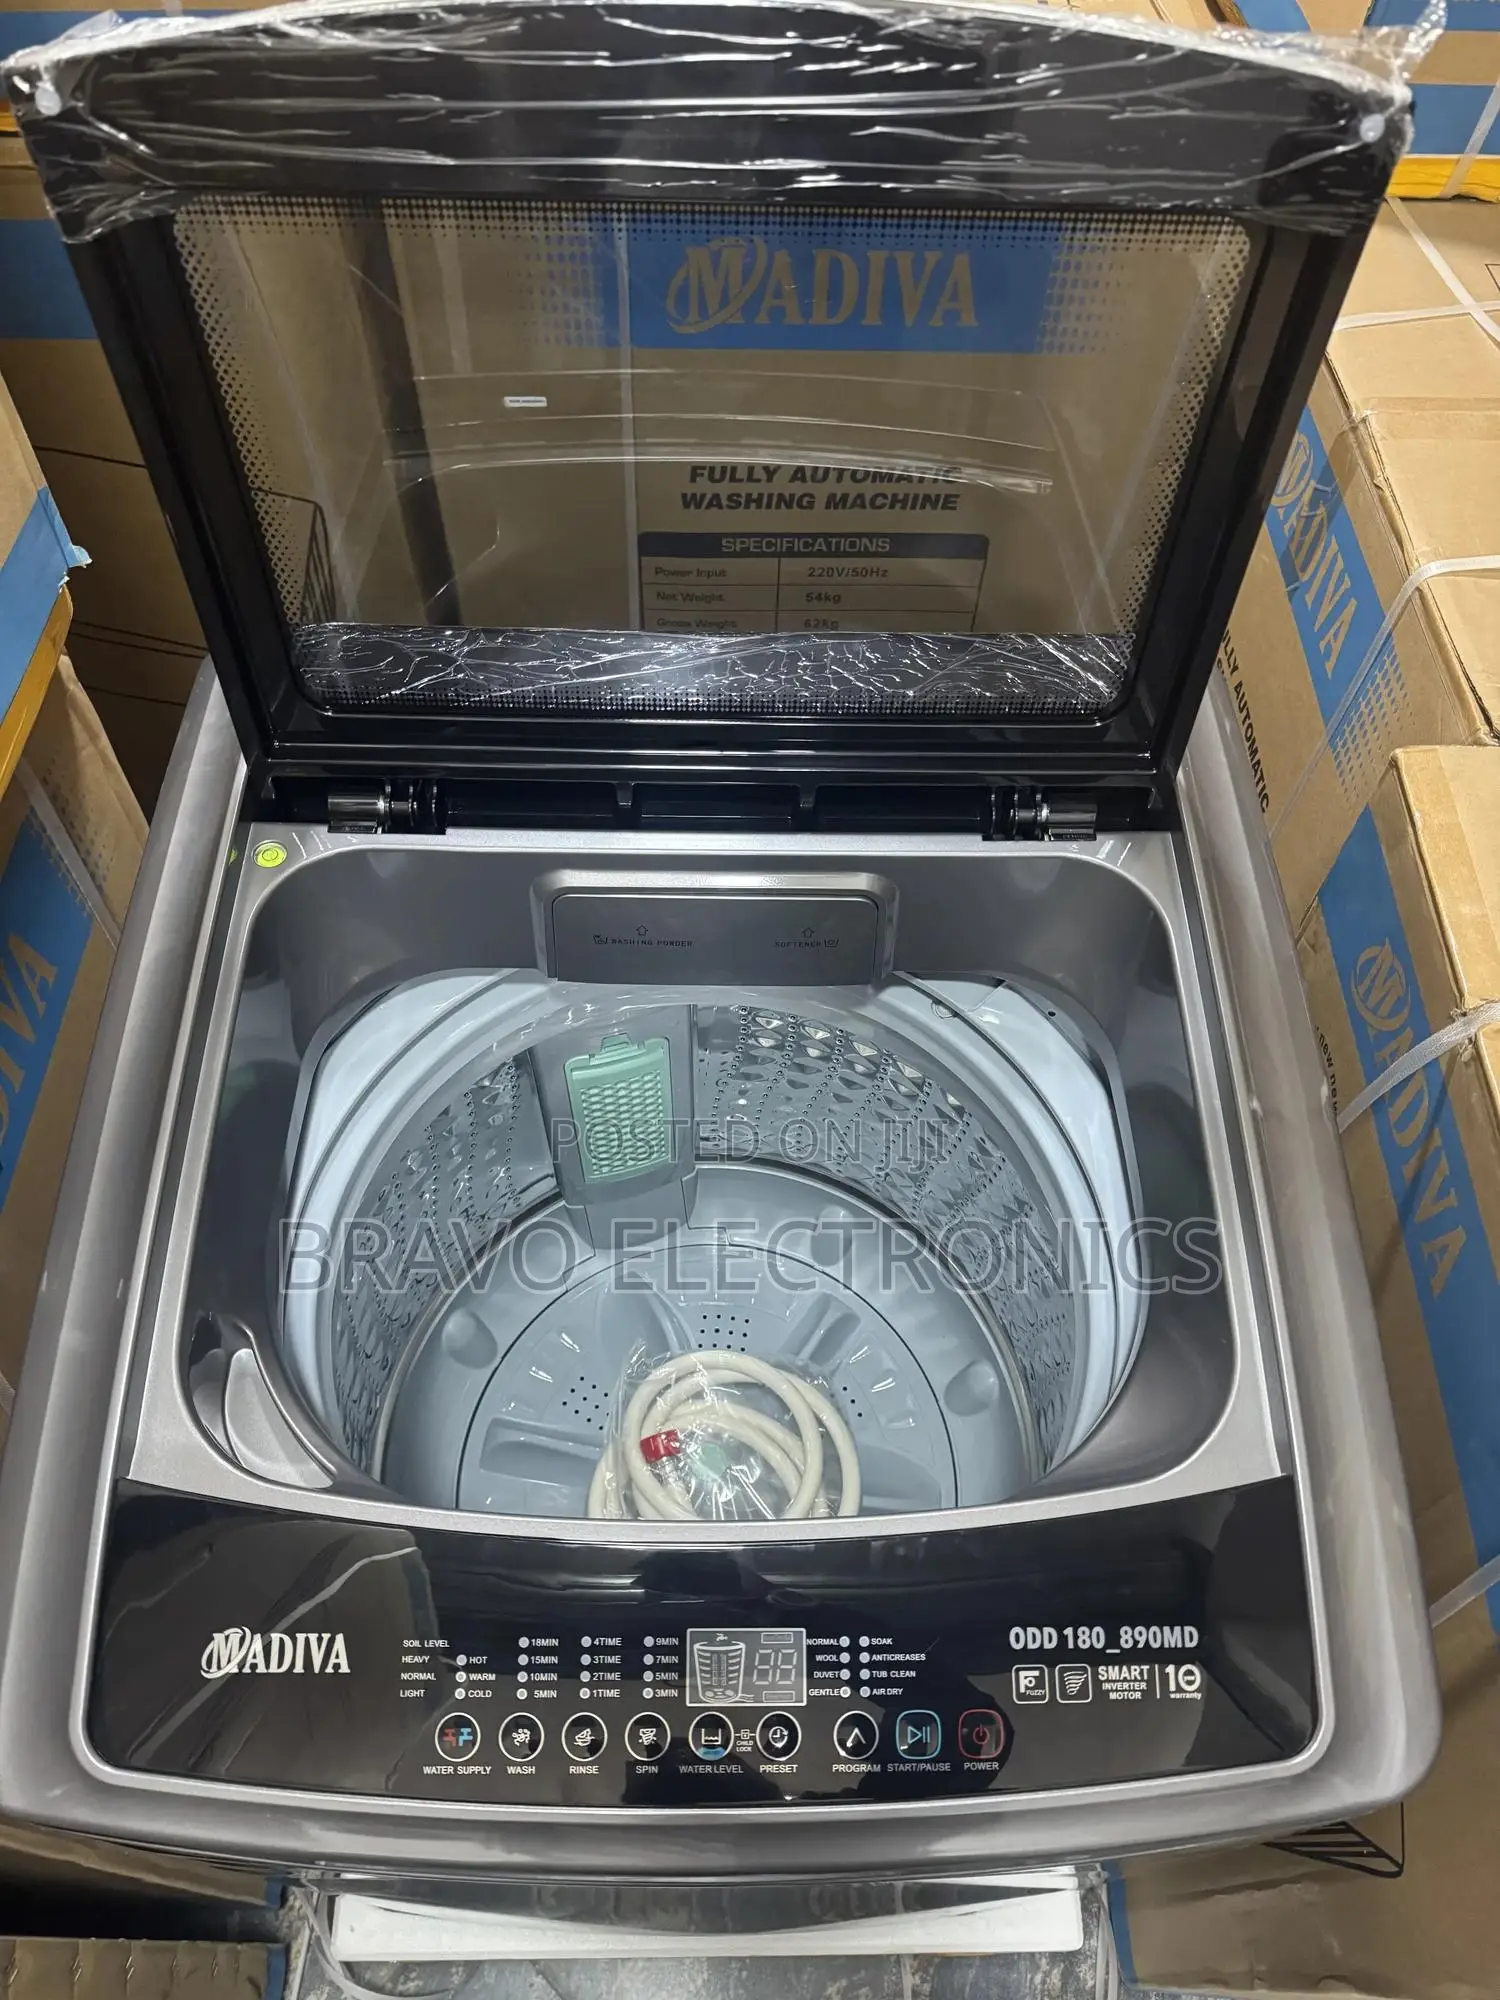 MADIVA
FULLY AUTOMATIC
WASHING MACHINE
SPECIFICATIONS
Power Input 220V/50Hz
Net Weight 54kg
Gross Weight 62kg
MADIVA
FULLY AUTOMATIC
MADIVA
WASHING POWDER
SOFTENER
POSTED ON JIJI
BRAVO ELECTRONICS
MADIVA
SOIL LEVEL 18MIN 4TIME 9MIN NORMAL SOAK
HEAVY HOT 15MIN 3TIME 7MIN WOOL ANTICREASES
NORMAL WARM 10MIN 2TIME 5MIN DUVET TUB CLEAN
LIGHT COLD 5MIN 1TIME 3MIN GENTLE AIR DRY
88
ODD 180_890MD
FUZZY
SMART
INVERTER
MOTOR
10
warranty
CHILD
LOCK
WATER SUPPLY WASH RINSE SPIN WATER LEVEL PRESET PROGRAM START/PAUSE POWER